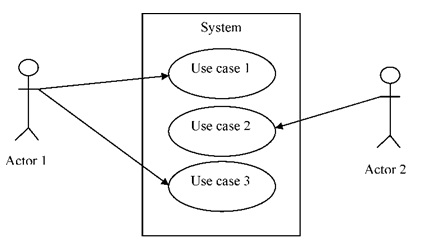 System
Use case 1
Use case 2
Use case 3
Actor 1
Actor 2